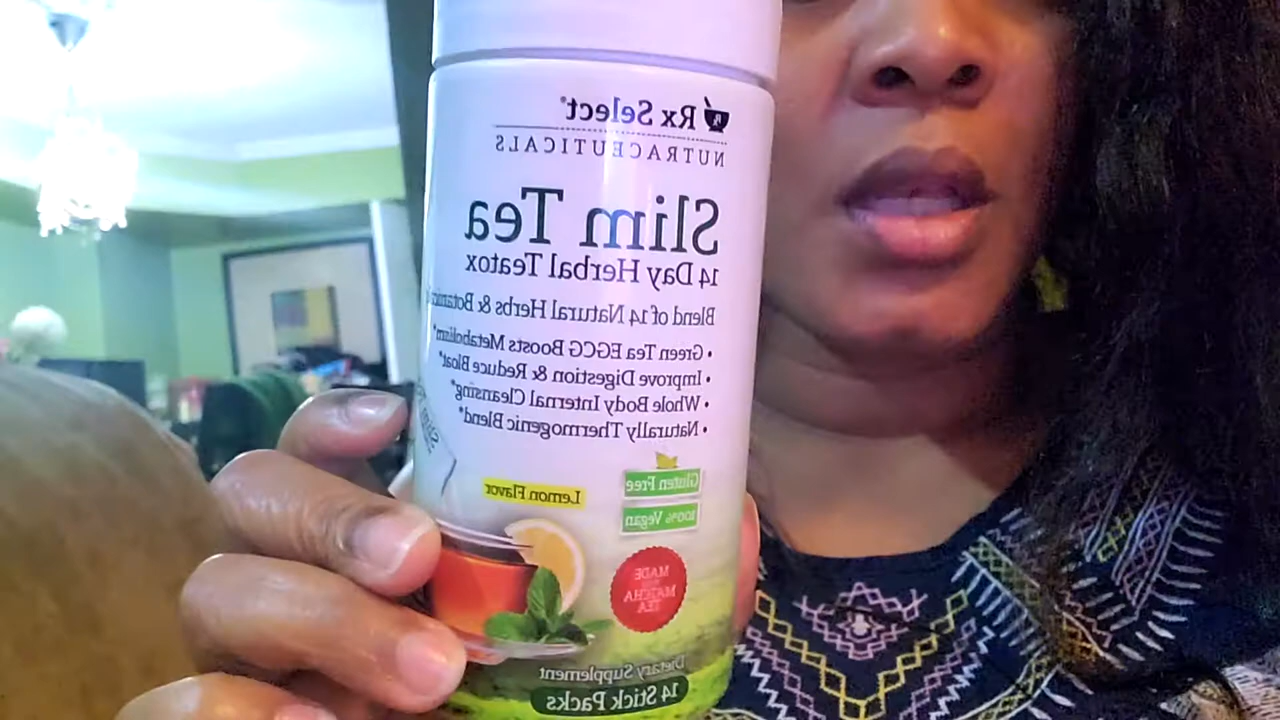 Rx Select®
NUTRACEUTICALS
Slim Tea
14 Day Herbal Teatox
Blend of 14 Natural Herbs &
• Green Tea EGCG Boosts Metabolism*
• Improve Digestion & Reduce Bloat*
• Whole Body Internal Cleansing*
• Naturally Thermogenic Blend*
Gluten Free
Lemon Flavor
100% Vegan
MADE
WITH
MATCHA
TEA
Dietary Supplement
14 Stick Packs